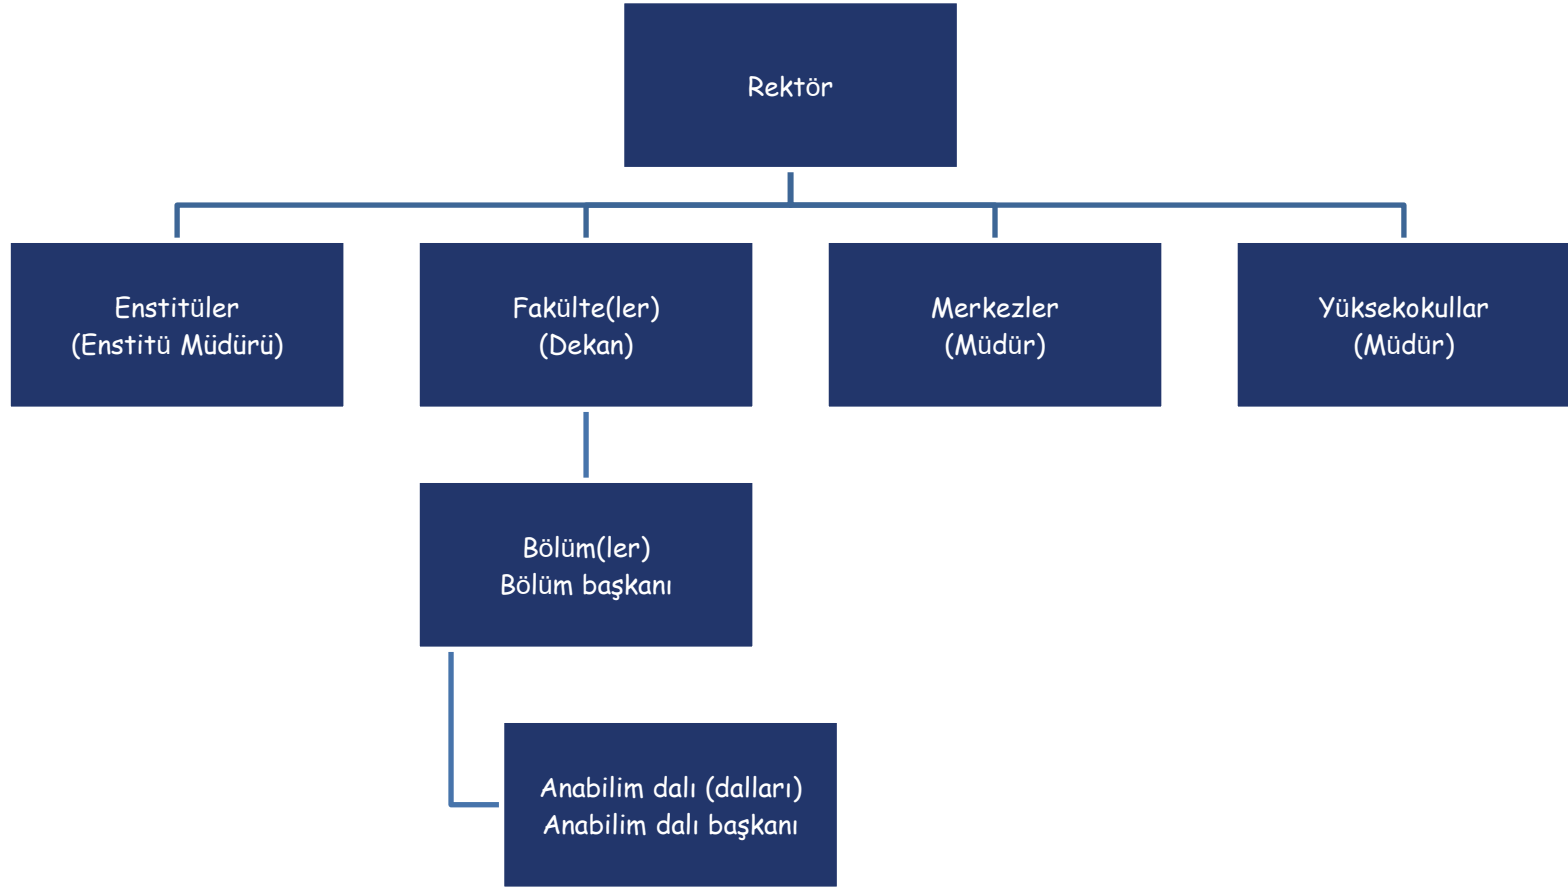 Rektör
Enstitüler
(Enstitü Müdürü)
Fakülte(ler)
(Dekan)
Merkezler
(Müdür)
Yüksekokullar
(Müdür)
Bölüm(ler)
Bölüm başkanı
Anabilim dalı (dalları)
Anabilim dalı başkanı